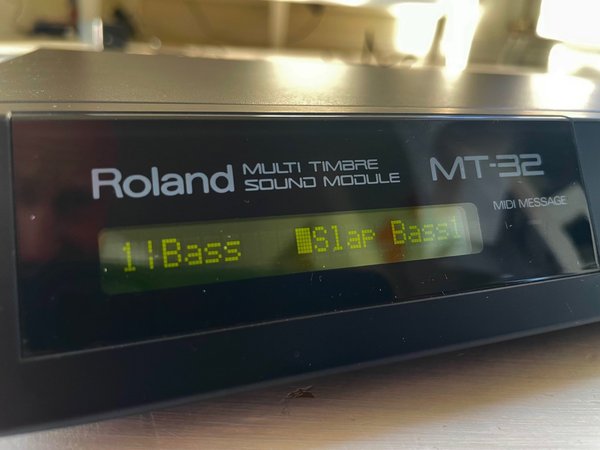 Roland MULTI TIMBRE
SOUND MODULE
MT-32
MIDI MESSAGE
1|Bass █Slap Bass1